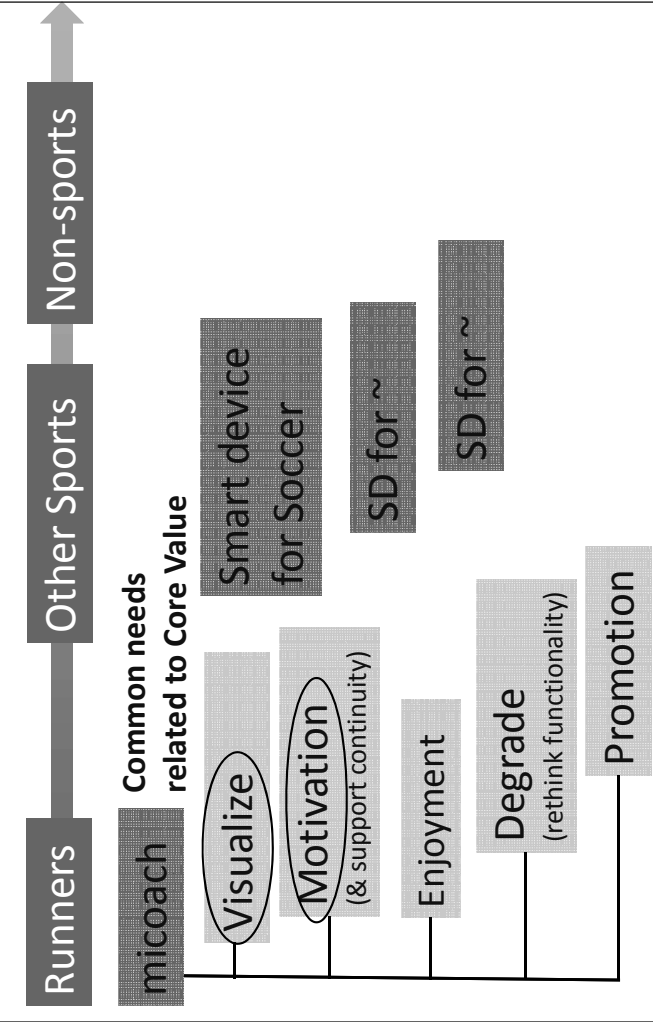 Runners
Other Sports
Non-sports
micoach
Common needs
related to Core Value
Visualize
Motivation
(& support continuity)
Enjoyment
Degrade
(rethink functionality)
Promotion
Smart device
for Soccer
SD for ~
SD for ~